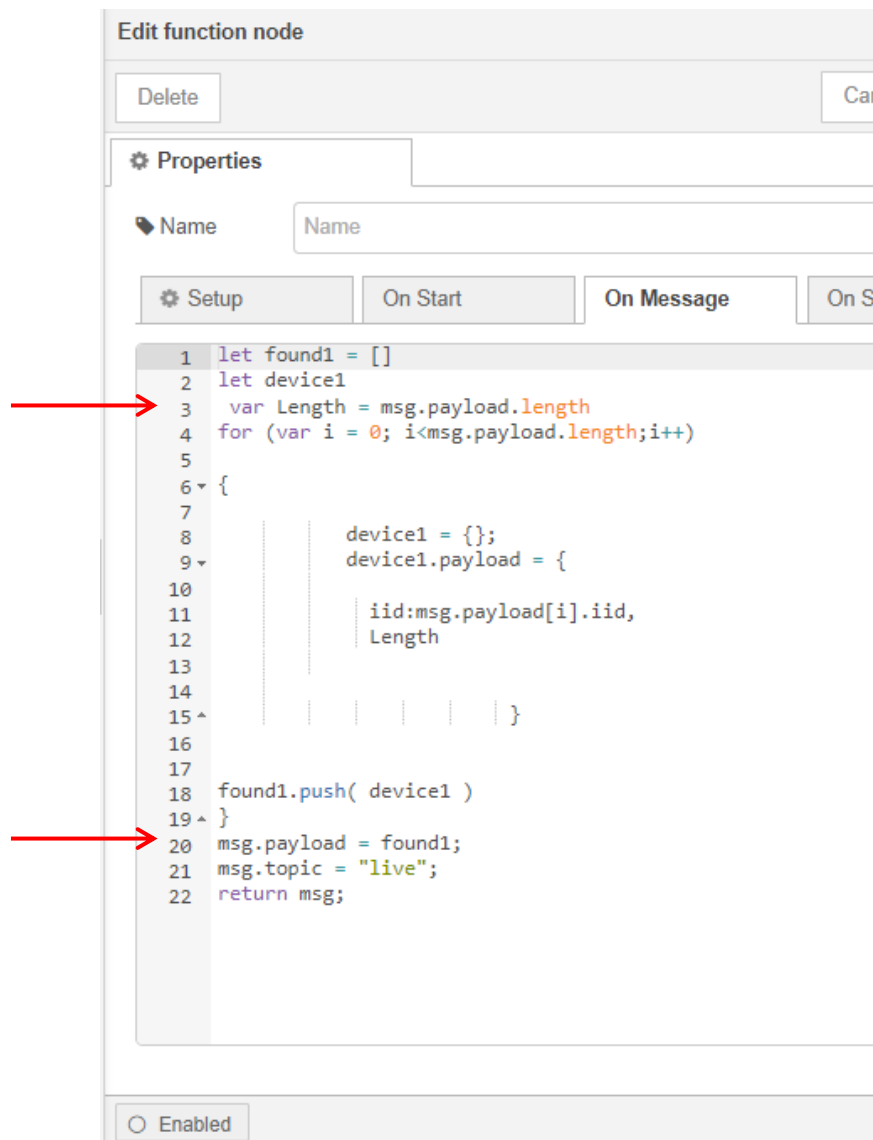 Edit function node
Delete
Properties
Name Name
Setup On Start On Message
1 let found1 = []
2 let device1
3 var Length = msg.payload.length
4 for (var i = 0; i<msg.payload.length;i++)
5
6 {
7
8 device1 = {};
9 device1.payload = {
10
11 iid:msg.payload[i].iid,
12 Length
13
14
15 }
16
17
18 found1.push( device1 )
19 }
20 msg.payload = found1;
21 msg.topic = "live";
22 return msg;
Enabled